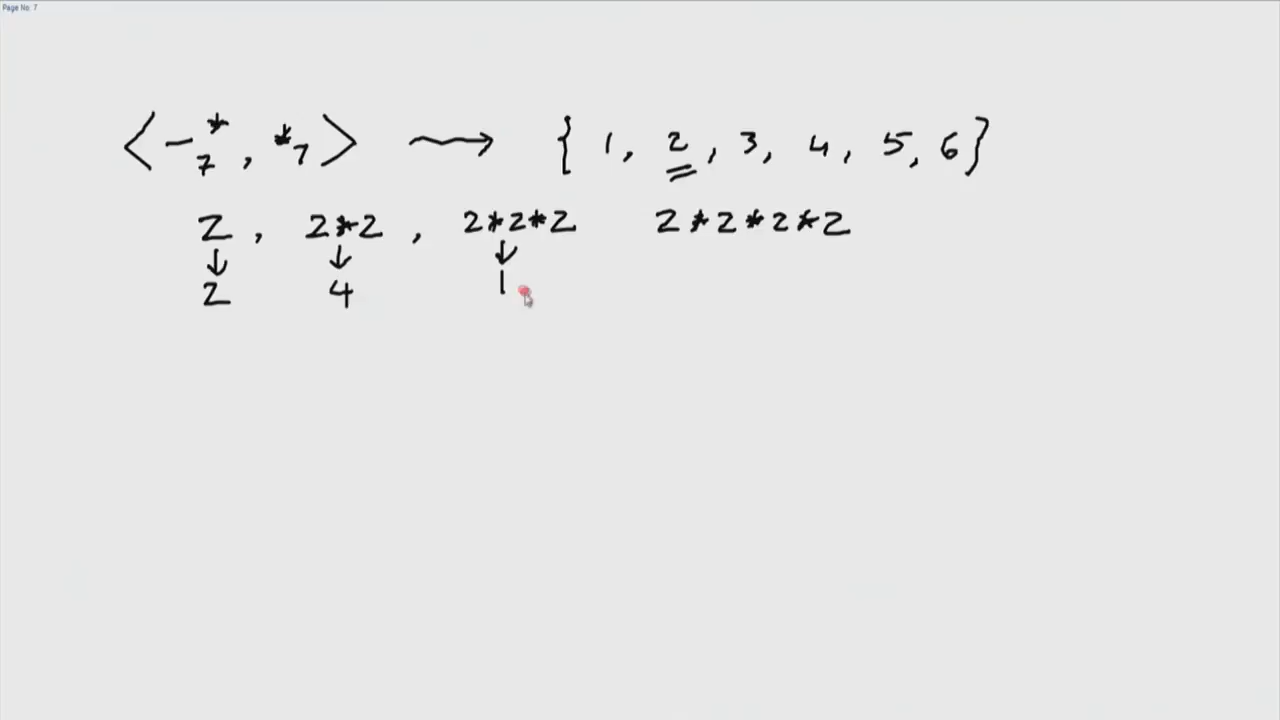 Page No: 7
⟨ –*₇ , *₇ ⟩ ⇝ { 1, 2, 3, 4, 5, 6 }
2, 2*2, 2*2*2 2*2*2*2
↓ ↓ ↓
2 4 1